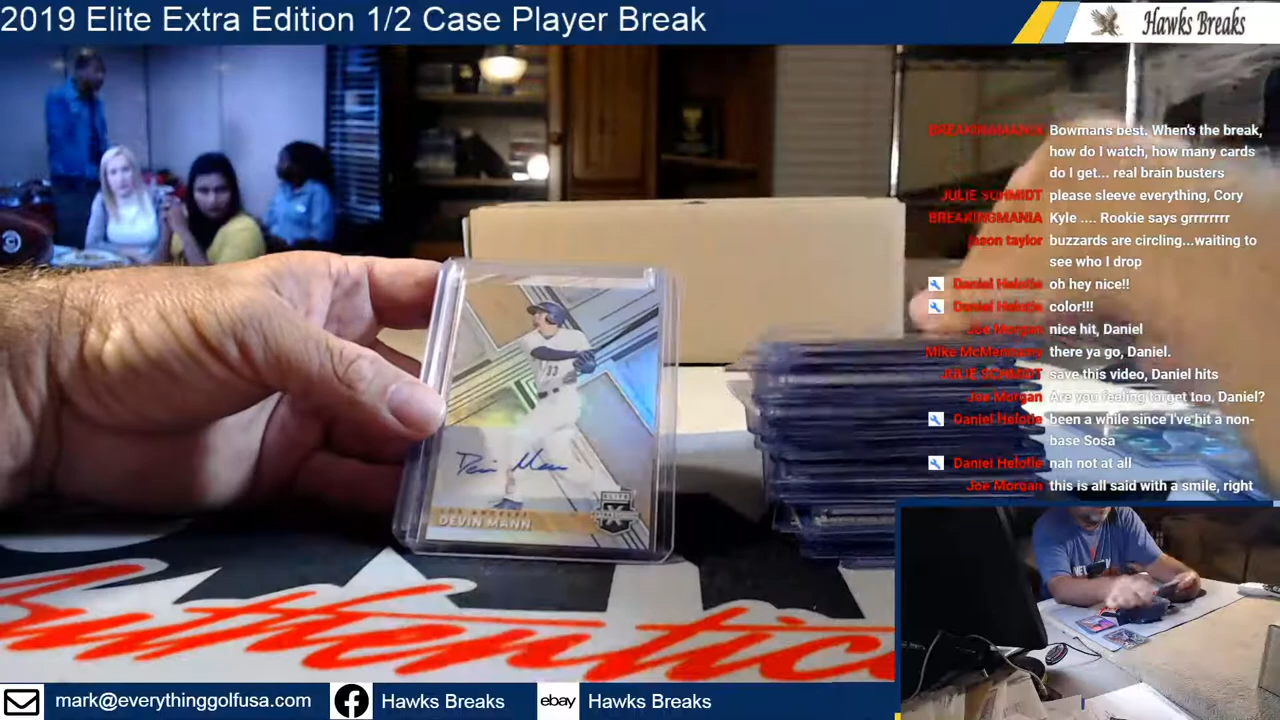 2019 Elite Extra Edition 1/2 Case Player Break
Hawks Breaks
BREAKINGMANIA Bowman's best. When's the break,
how do I watch, how many cards
do I get... real brain busters
JULIE SCHMIDT please sleeve everything, Cory
BREAKINGMANIA Kyle .... Rookie says grrrrrrrr
jason taylor buzzards are circling...waiting to
see who I drop
Daniel Helotie oh hey nice!!
Daniel Helotie color!!!
Joe Morgan nice hit, Daniel
Mike there ya go, Daniel.
JULIE SCHMIDT save this video, Daniel hits
Joe Morgan Are you feeling target too, Daniel?
Daniel Helotie been a while since I've hit a non-
base Sosa
Daniel Helotie nah not at all
Joe Morgan this is all said with a smile, right
33
Devin Mann
ELITE
LOS ANGELES
DEVIN MANN
Authentic
mark@everythinggolfusa.com
Hawks Breaks
ebay
Hawks Breaks